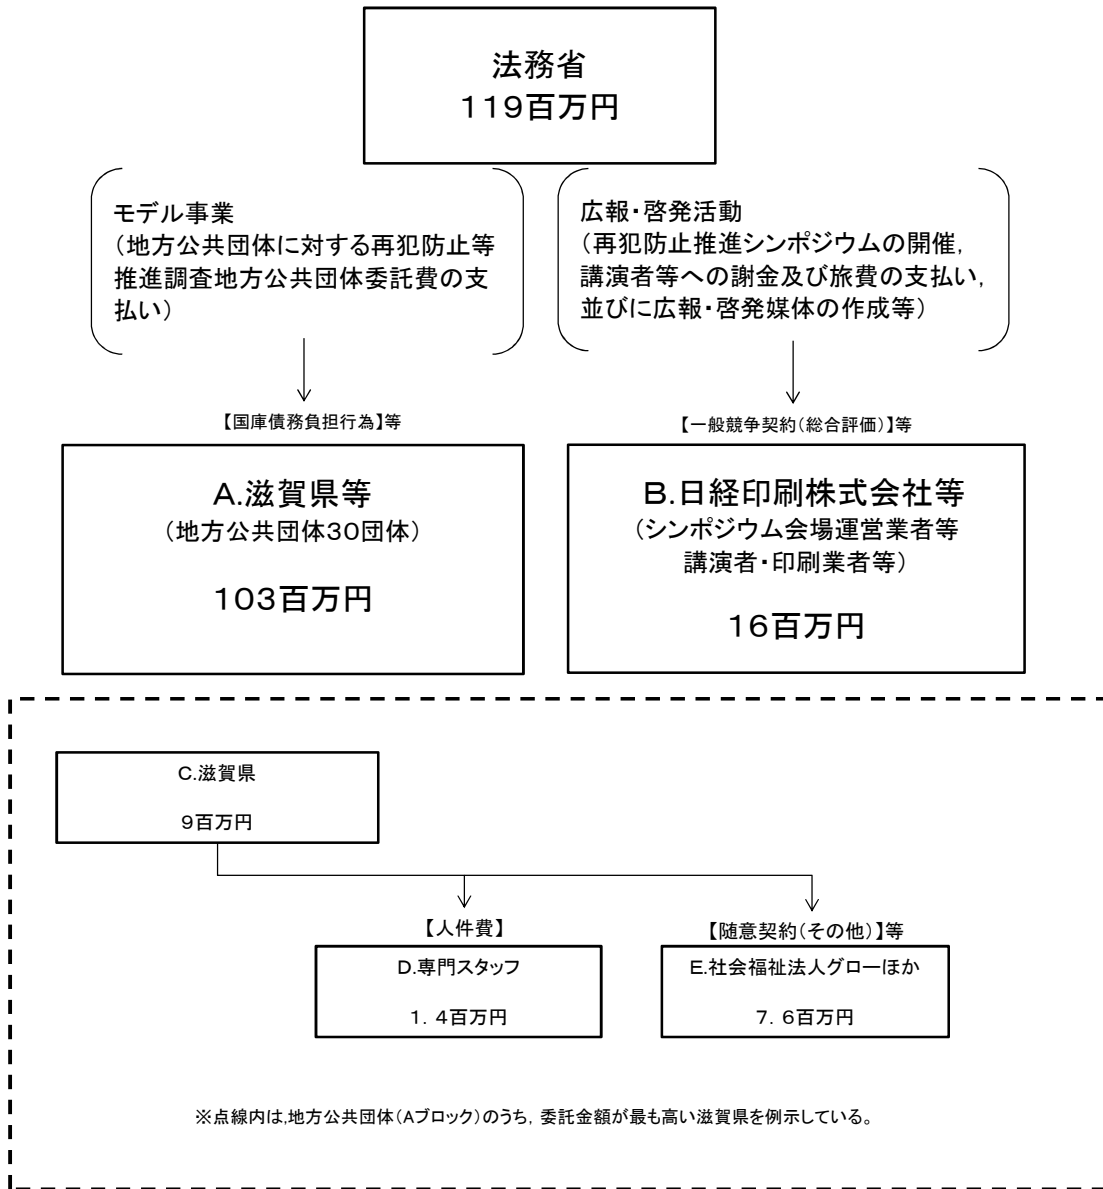 法務省
119百万円
モデル事業
(地方公共団体に対する再犯防止等
推進調査地方公共団体委託費の支
払い)
広報・啓発活動
(再犯防止推進シンポジウムの開催,
講演者等への謝金及び旅費の支払い,
並びに広報・啓発媒体の作成等)
【国庫債務負担行為】等
【一般競争契約(総合評価)】等
A.滋賀県等
(地方公共団体30団体)
103百万円
B.日経印刷株式会社等
(シンポジウム会場運営業者等
講演者・印刷業者等)
16百万円
C.滋賀県
9百万円
【人件費】
【随意契約(その他)】等
D.専門スタッフ
1.4百万円
E.社会福祉法人グローほか
7.6百万円
※点線内は,地方公共団体(Aブロック)のうち,委託金額が最も高い滋賀県を例示している。